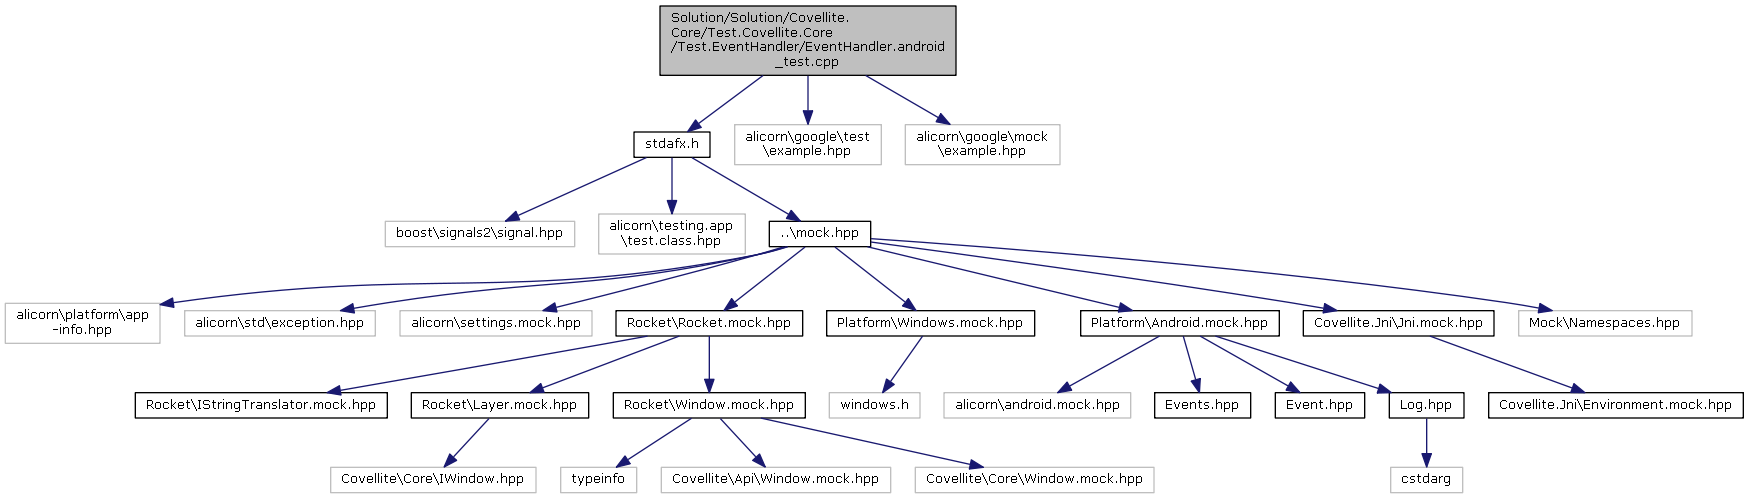 Solution/Solution/Covellite.
Core/Test.Covellite.Core
/Test.EventHandler/EventHandler.android
_test.cpp
stdafx.h
alicorn\google\test
\example.hpp
alicorn\google\mock
\example.hpp
boost\signals2\signal.hpp
alicorn\testing.app
\test.class.hpp
..\mock.hpp
alicorn\platform\app
-info.hpp
alicorn\std\exception.hpp
alicorn\settings.mock.hpp
Rocket\Rocket.mock.hpp
Platform\Windows.mock.hpp
Platform\Android.mock.hpp
Covellite.Jni\Jni.mock.hpp
Mock\Namespaces.hpp
Rocket\IStringTranslator.mock.hpp
Rocket\Layer.mock.hpp
Rocket\Window.mock.hpp
windows.h
alicorn\android.mock.hpp
Events.hpp
Event.hpp
Log.hpp
Covellite.Jni\Environment.mock.hpp
Covellite\Core\IWindow.hpp
typeinfo
Covellite\Api\Window.mock.hpp
Covellite\Core\Window.mock.hpp
cstdarg